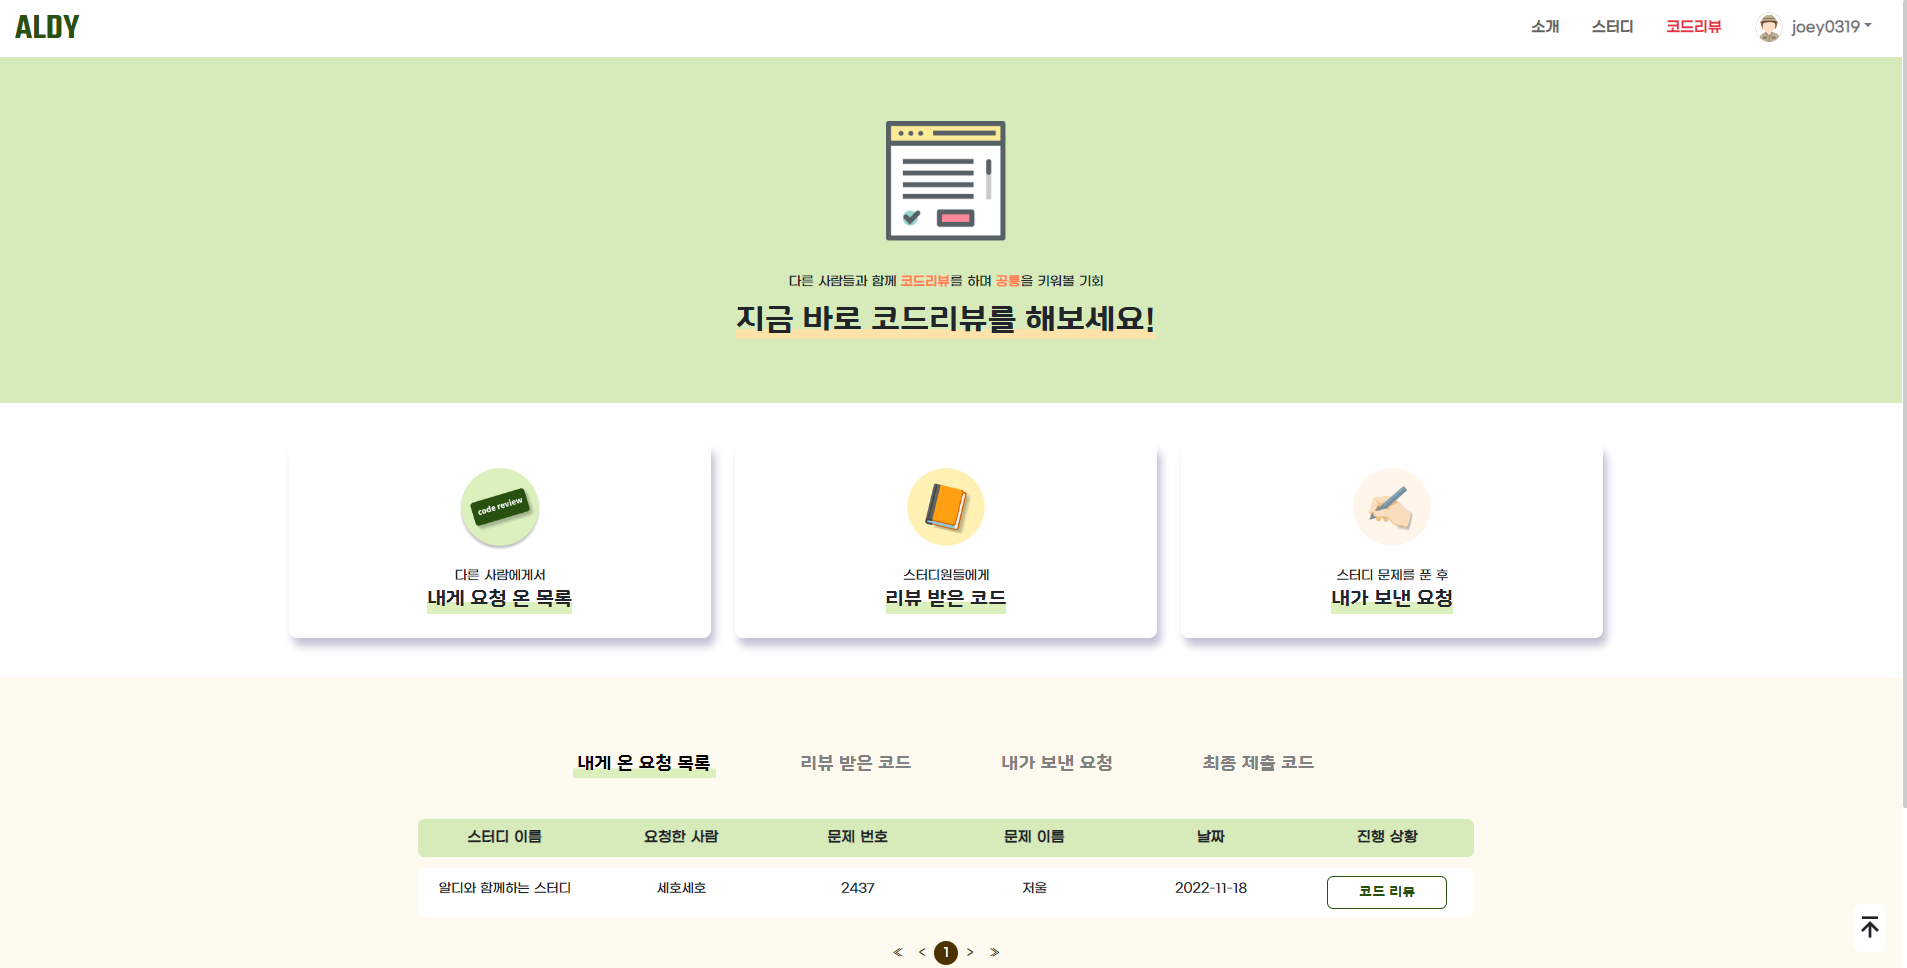 ALDY
소개 스터디 코드리뷰 joey0319
다른 사람들과 함께 코드리뷰를 하며 공룡을 키워볼 기회
지금 바로 코드리뷰를 해보세요!
code review
다른 사람에게서
내게 요청 온 목록
스터디원들에게
리뷰 받은 코드
스터디 문제를 푼 후
내가 보낸 요청
내게 온 요청 목록 리뷰 받은 코드 내가 보낸 요청 최종 제출 코드
스터디 이름 요청한 사람 문제 번호 문제 이름 날짜 진행 상황
알디와 함께하는 스터디 세호세호 2437 저울 2022-11-18 코드 리뷰
≪ < 1 > ≫